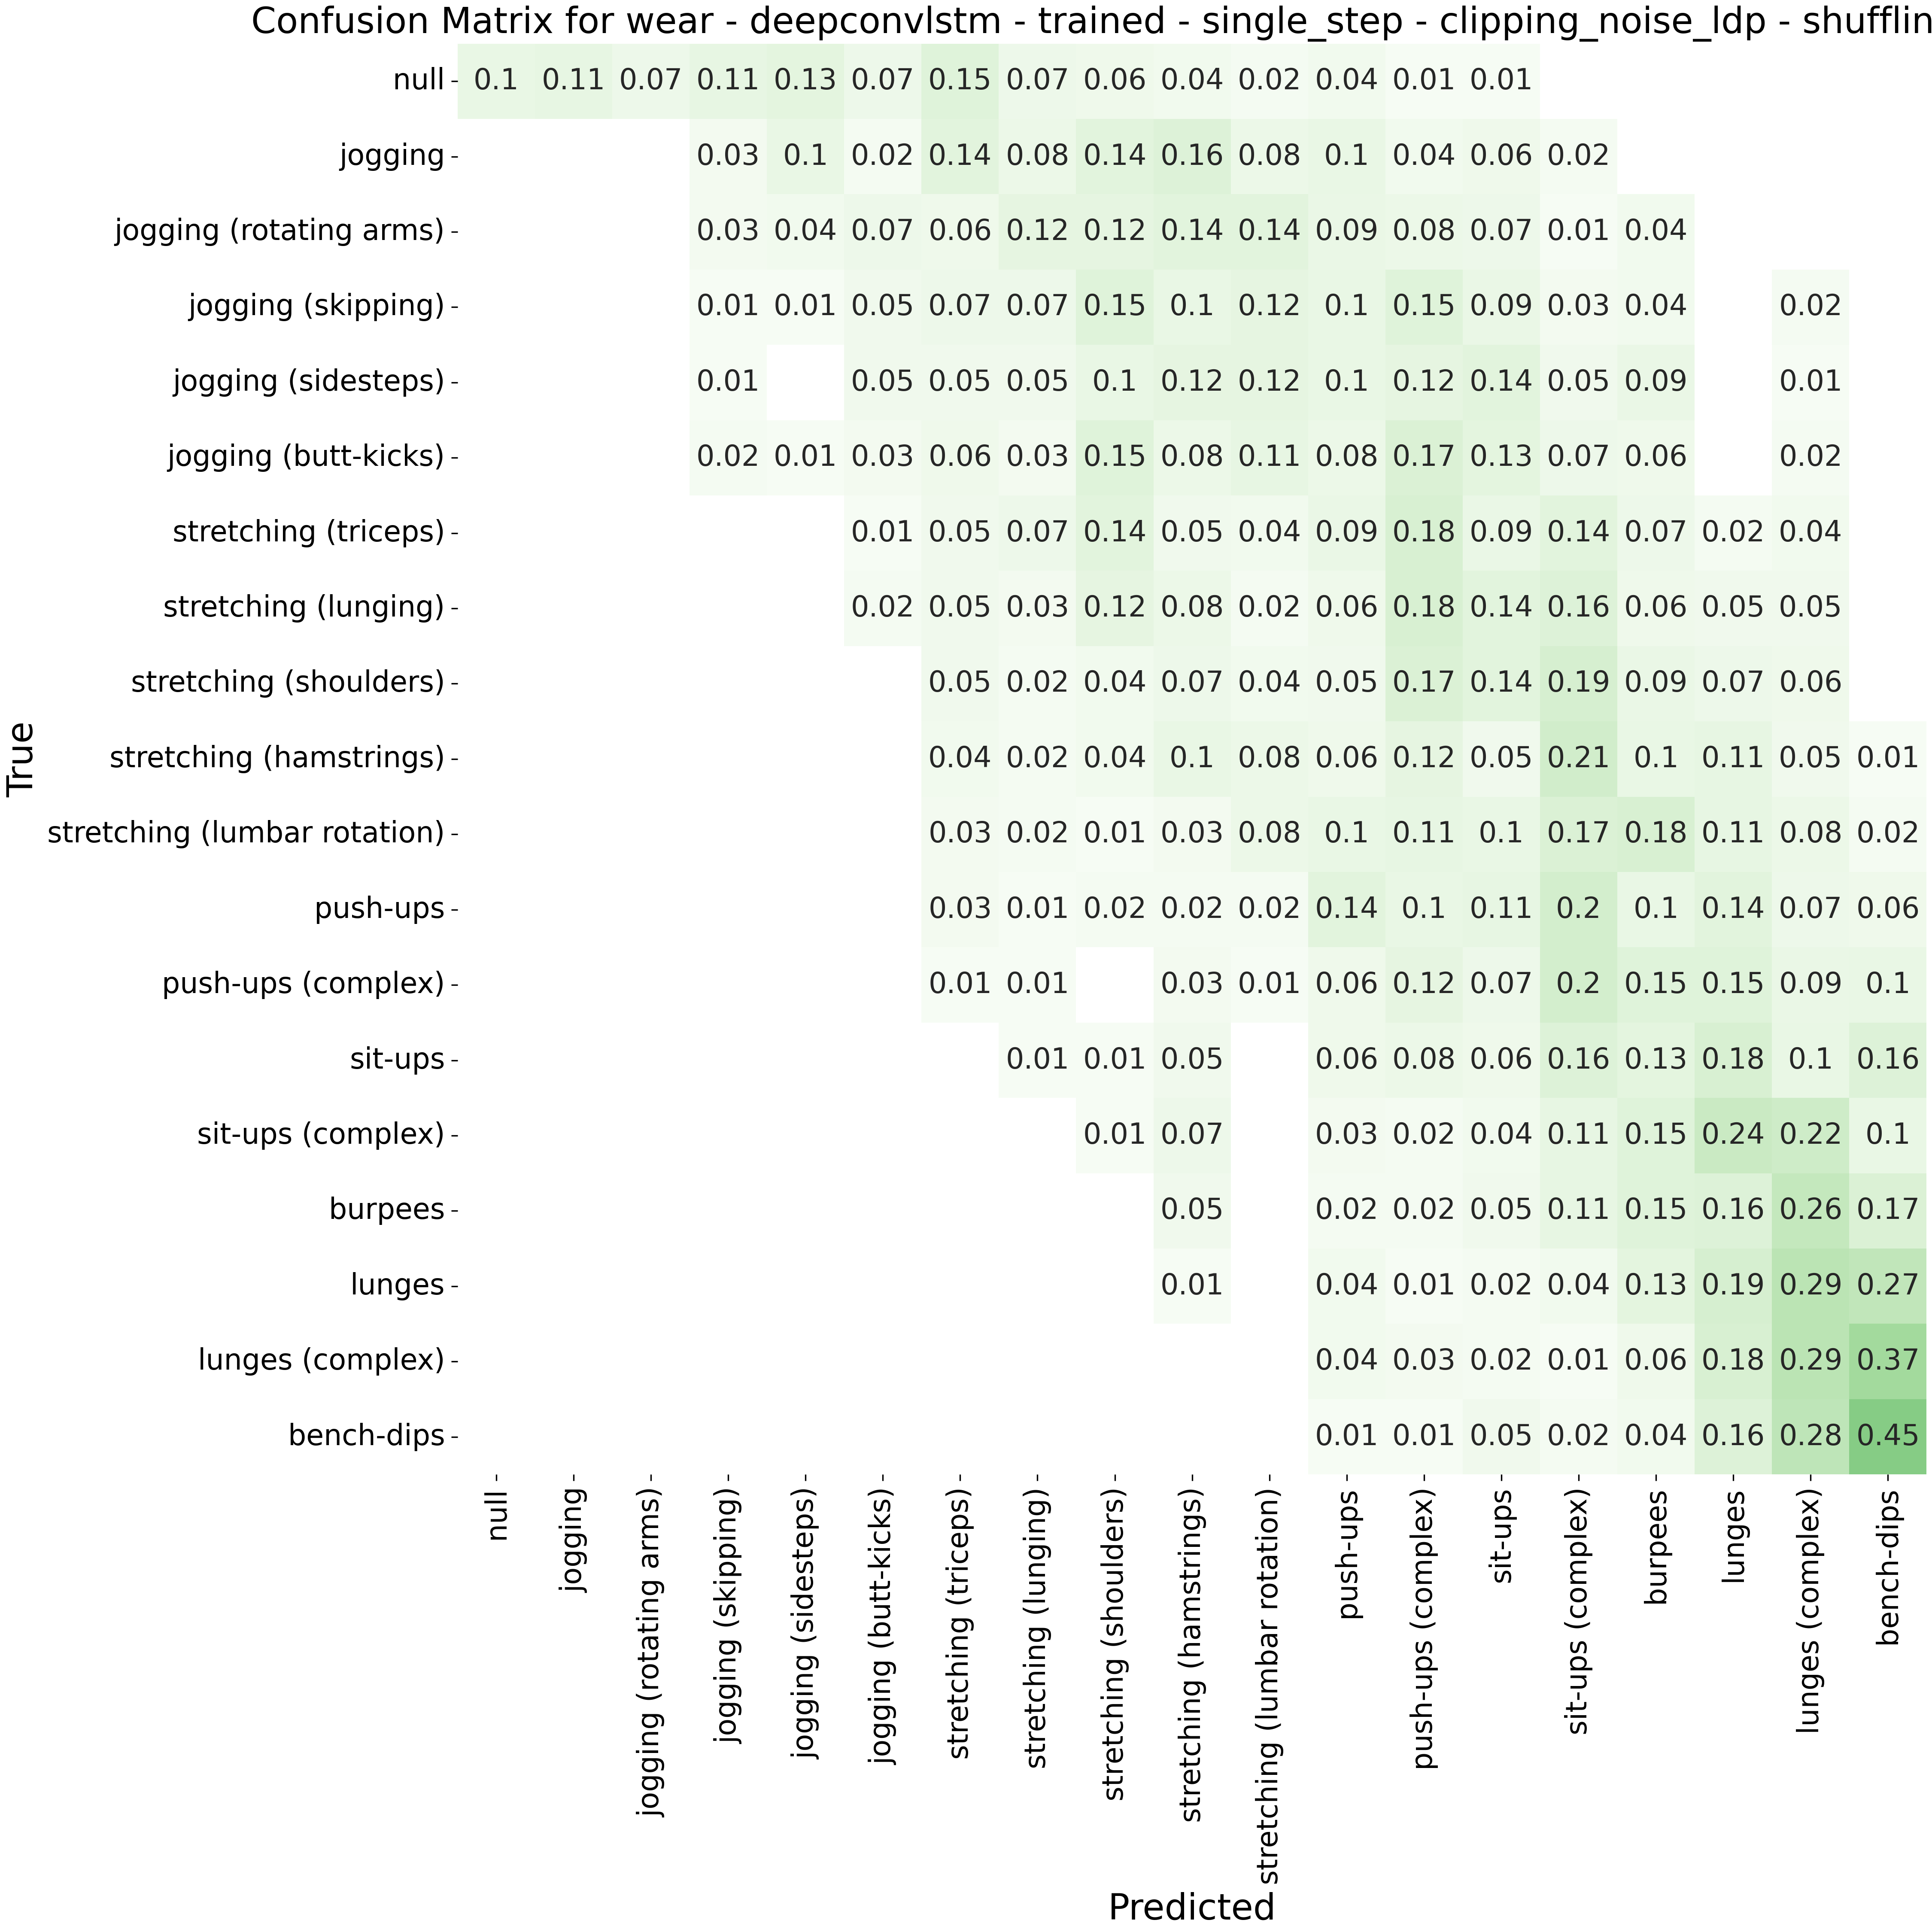 Confusion Matrix for wear - deepconvlstm - trained - single_step - clipping_noise_ldp - shufflin
null 0.1 0.11 0.07 0.11 0.13 0.07 0.15 0.07 0.06 0.04 0.02 0.04 0.01 0.01
jogging 0.03 0.1 0.02 0.14 0.08 0.14 0.16 0.08 0.1 0.04 0.06 0.02
jogging (rotating arms) 0.03 0.04 0.07 0.06 0.12 0.12 0.14 0.14 0.09 0.08 0.07 0.01 0.04
jogging (skipping) 0.01 0.01 0.05 0.07 0.07 0.15 0.1 0.12 0.1 0.15 0.09 0.03 0.04 0.02
jogging (sidesteps) 0.01 0.05 0.05 0.05 0.1 0.12 0.12 0.1 0.12 0.14 0.05 0.09 0.01
jogging (butt-kicks) 0.02 0.01 0.03 0.06 0.03 0.15 0.08 0.11 0.08 0.17 0.13 0.07 0.06 0.02
stretching (triceps) 0.01 0.05 0.07 0.14 0.05 0.04 0.09 0.18 0.09 0.14 0.07 0.02 0.04
stretching (lunging) 0.02 0.05 0.03 0.12 0.08 0.02 0.06 0.18 0.14 0.16 0.06 0.05 0.05
stretching (shoulders) 0.05 0.02 0.04 0.07 0.04 0.05 0.17 0.14 0.19 0.09 0.07 0.06
stretching (hamstrings) 0.04 0.02 0.04 0.1 0.08 0.06 0.12 0.05 0.21 0.1 0.11 0.05 0.01
stretching (lumbar rotation) 0.03 0.02 0.01 0.03 0.08 0.1 0.11 0.1 0.17 0.18 0.11 0.08 0.02
push-ups 0.03 0.01 0.02 0.02 0.02 0.14 0.1 0.11 0.2 0.1 0.14 0.07 0.06
push-ups (complex) 0.01 0.01 0.03 0.01 0.06 0.12 0.07 0.2 0.15 0.15 0.09 0.1
sit-ups 0.01 0.01 0.05 0.06 0.08 0.06 0.16 0.13 0.18 0.1 0.16
sit-ups (complex) 0.01 0.07 0.03 0.02 0.04 0.11 0.15 0.24 0.22 0.1
burpees 0.05 0.02 0.02 0.05 0.11 0.15 0.16 0.26 0.17
lunges 0.01 0.04 0.01 0.02 0.04 0.13 0.19 0.29 0.27
lunges (complex) 0.04 0.03 0.02 0.01 0.06 0.18 0.29 0.37
bench-dips 0.01 0.01 0.05 0.02 0.04 0.16 0.28 0.45
True
null
jogging
jogging (rotating arms)
jogging (skipping)
jogging (sidesteps)
jogging (butt-kicks)
stretching (triceps)
stretching (lunging)
stretching (shoulders)
stretching (hamstrings)
stretching (lumbar rotation)
push-ups
push-ups (complex)
sit-ups
sit-ups (complex)
burpees
lunges
lunges (complex)
bench-dips
Predicted